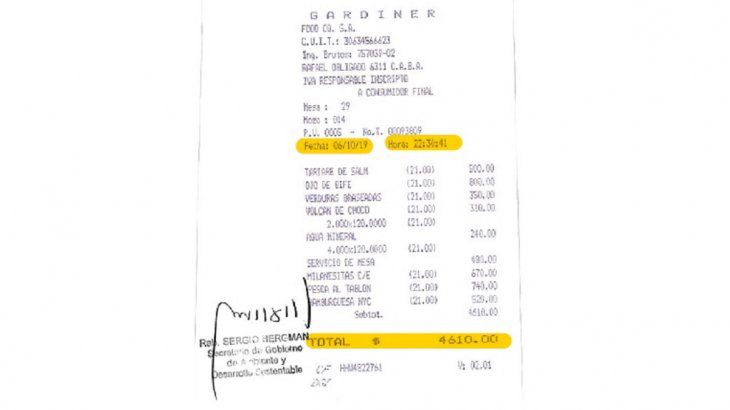 GARDINER
FOOD CO. S.A.
C.U.I.T.: 30634566623
Ing. Brutos: 757039-02
RAFAEL OBLIGADO 6311 C.A.B.A.
IVA RESPONSABLE INSCRIPTO
A CONSUMIDOR FINAL
Mesa : 29
Mozo : 014
P.V. 0005 - No.T. 00093809
Fecha: 06/10/19 Hora: 22:36:41
TARTARE DE SALM (21.00)
OJO DE BIFE (21.00) 800.00
VERDURAS BRASEADAS (21.00) 350.00
VOLCAN DE CHOCO (21.00) 310.00
2.000x120.0000 (21.00)
AGUA MINERAL 240.00
4.000x120.0000 (21.00)
SERVICIO DE MESA 480.00
MILANESITAS C/E (21.00) 670.00
PESCA AL TABLON (21.00) 740.00
HAMBURGUESA NYC (21.00) 520.00
Subtot. 4610.00
TOTAL $ 4610.00
Rab. SERGIO BERGMAN
Secretario de Gobierno
de Ambiente y
Desarrollo Sustentable
HHW4822761 V: 02.01